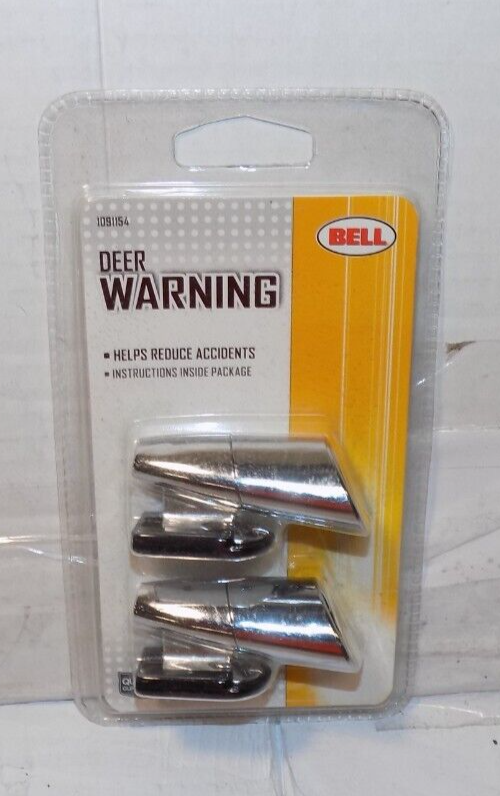 1091154
BELL
DEER
WARNING
▪ HELPS REDUCE ACCIDENTS
▪ INSTRUCTIONS INSIDE PACKAGE